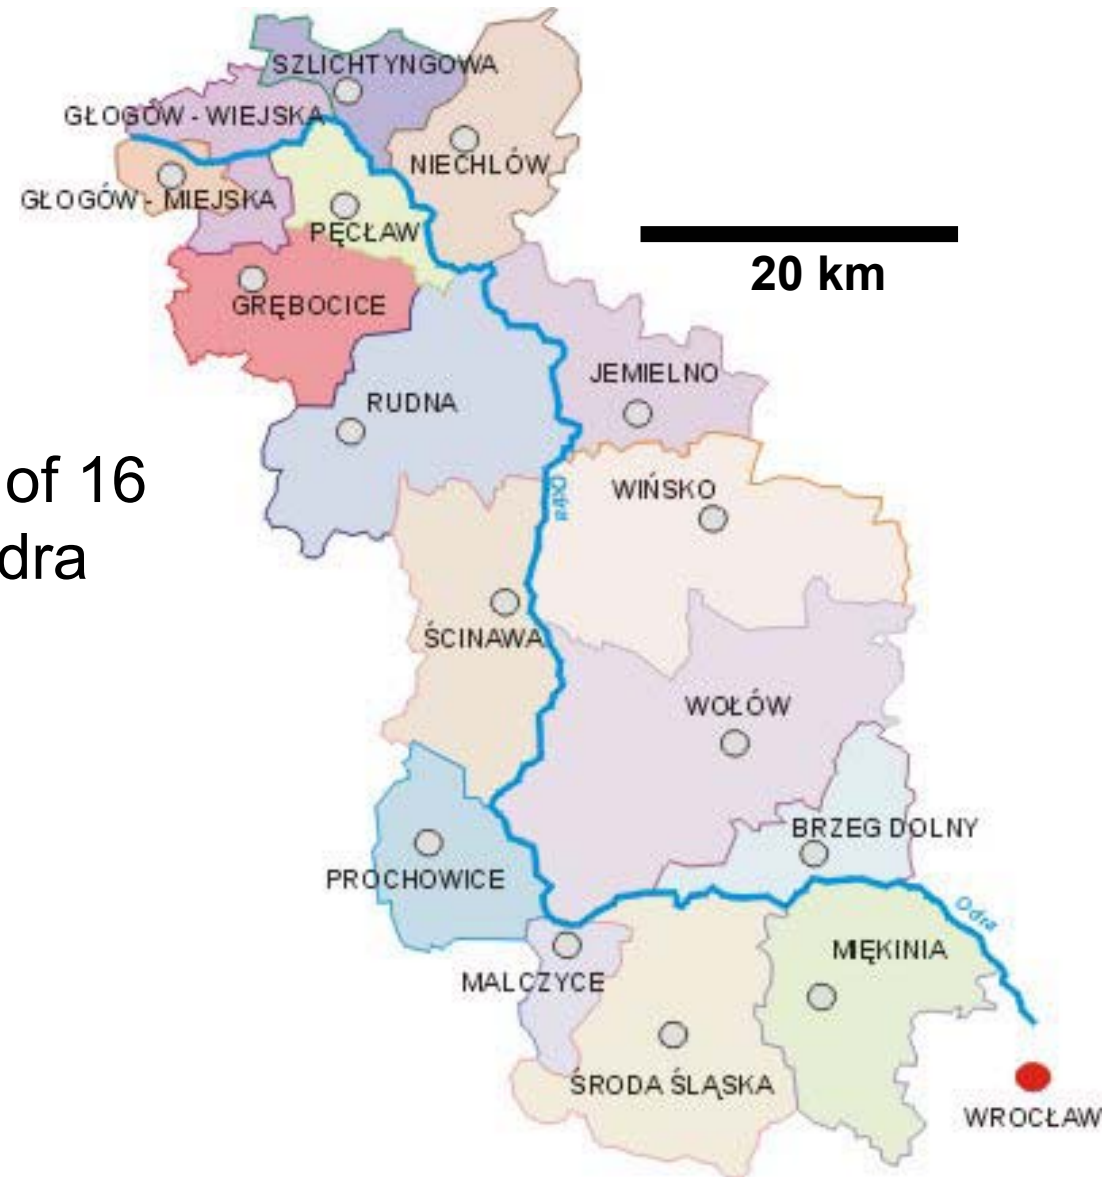 SZLICHTYNGOWA
GŁOGÓW - WIEJSKA
NIECHLÓW
GŁOGÓW - MIEJSKA
PĘCŁAW
20 km
GRĘBOCICE
JEMIELNO
RUDNA
of 16
WIŃSKO
Odra
dra
ŚCINAWA
WOŁÓW
BRZEG DOLNY
PROCHOWICE
Odra
MIĘKINIA
MALCZYCE
ŚRODA ŚLĄSKA
WROCŁAW